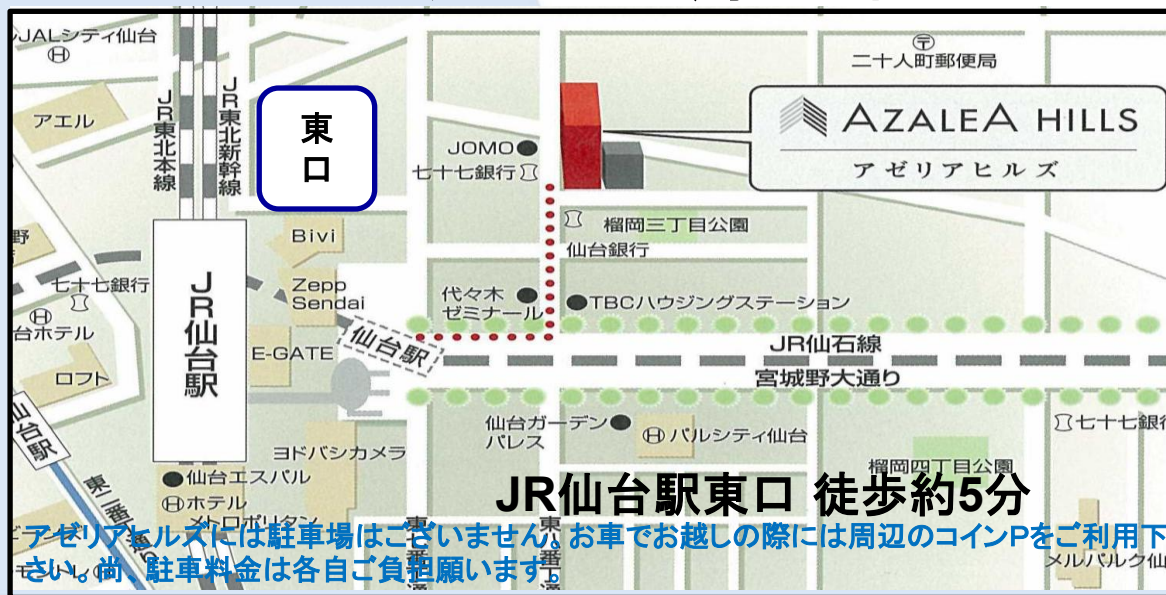 JALシティ仙台
アエル
JR東北本線
JR東北新幹線
東口
JOMO
七十七銀行
二十人町郵便局
AZALEA HILLS
アゼリアヒルズ
榴岡三丁目公園
仙台銀行
Bivi
Zepp
Sendai
七十七銀行
台ホテル
JR仙台駅
代々木
ゼミナール
TBCハウジングステーション
E-GATE
仙台駅
JR仙石線
宮城野大通り
ロフト
仙台駅
仙台ガーデン
パレス
パルシティ仙台
七十七銀行
ヨドバシカメラ
榴岡四丁目公園
仙台エスパル
ホテル
メトロポリタン
JR仙台駅東口 徒歩約5分
アゼリアヒルズには駐車場はございません。お車でお越しの際には周辺のコインPをご利用下
さい。尚、駐車料金は各自ご負担願います。
メルパルク仙